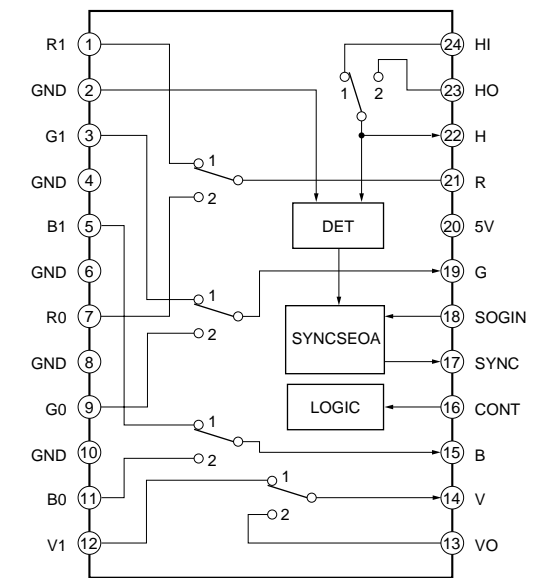 R1 1 24 HI
GND 2 1 2 23 HO
G1 3 22 H
GND 4 1 21 R
B1 5 2 DET 20 5V
GND 6 1 19 G
R0 7 2 SYNCSEOA 18 SOGIN
GND 8 17 SYNC
G0 9 LOGIC 16 CONT
GND 10 1 2 15 B
B0 11 1 14 V
V1 12 2 13 VO